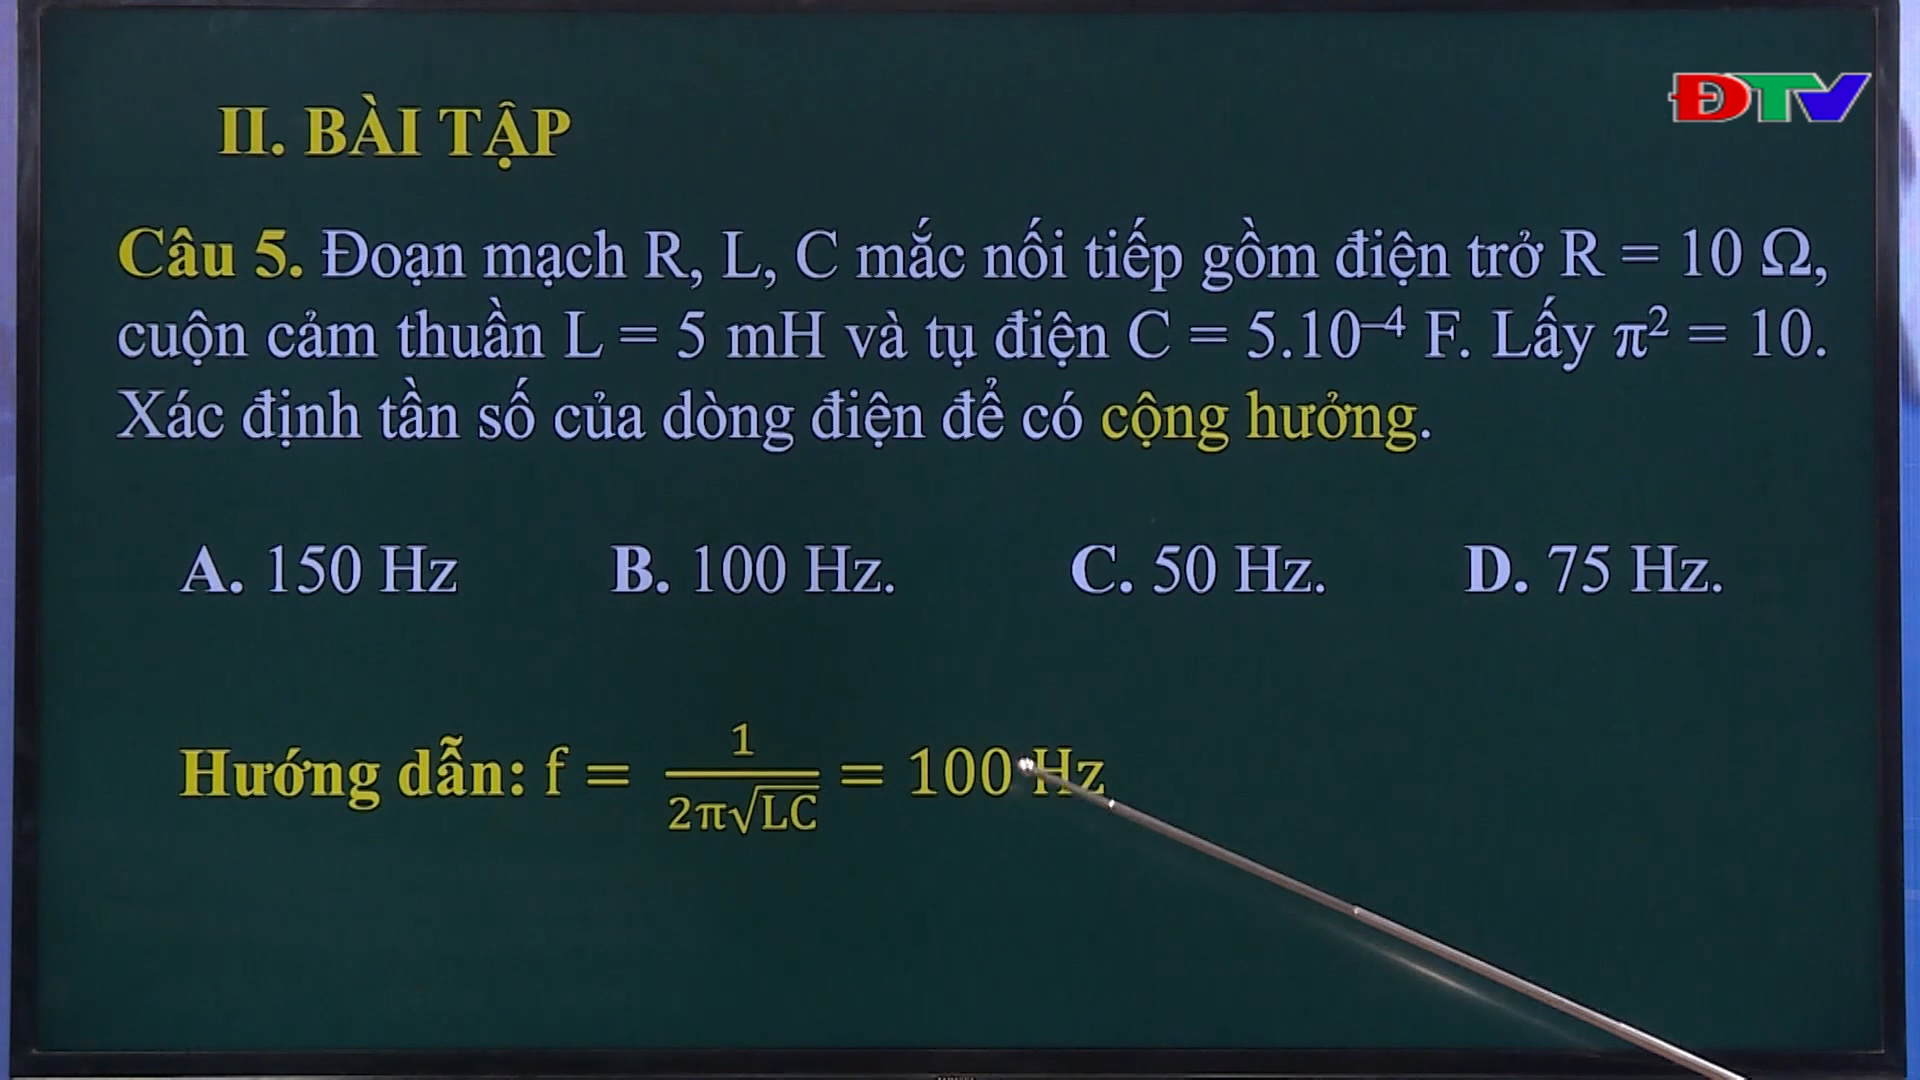 ĐTV
II. BÀI TẬP
Câu 5. Đoạn mạch R, L, C mắc nối tiếp gồm điện trở R = 10 Ω,
cuộn cảm thuần L = 5 mH và tụ điện C = 5.10⁻⁴ F. Lấy π² = 10.
Xác định tần số của dòng điện để có cộng hưởng.
A. 150 Hz B. 100 Hz. C. 50 Hz. D. 75 Hz.
Hướng dẫn: f = 1/(2π√LC) = 100 Hz